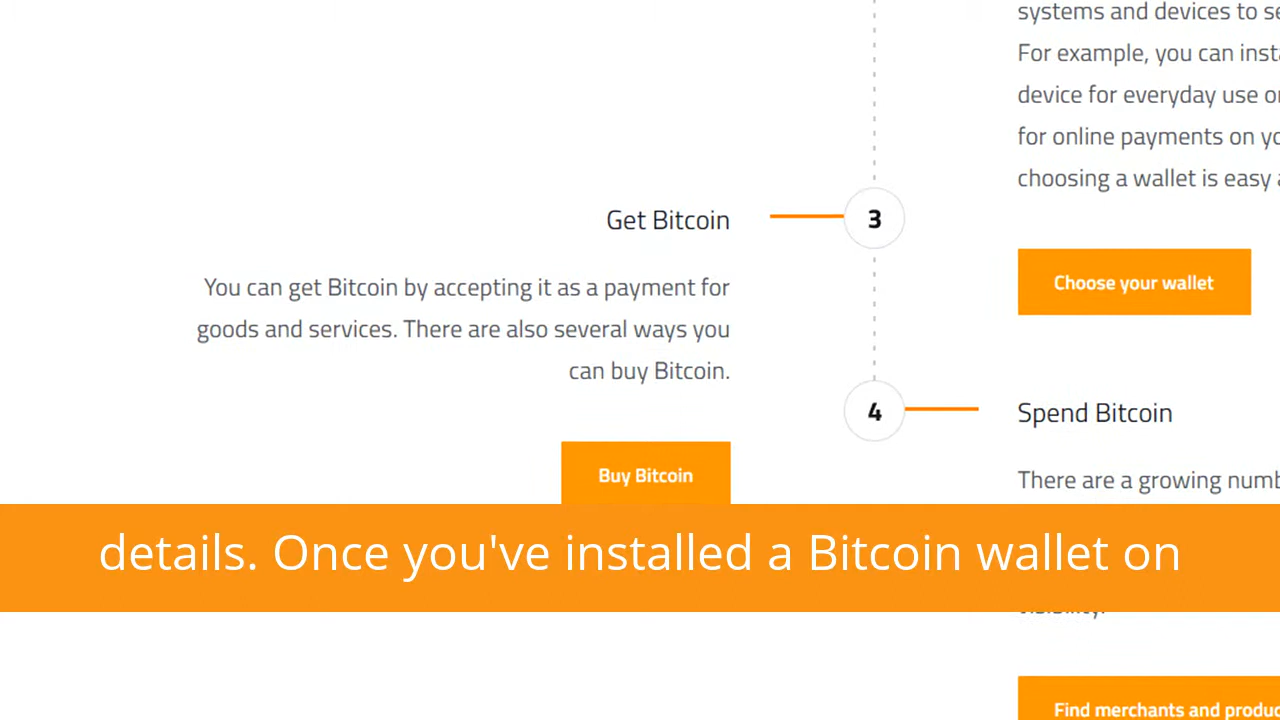 systems and devices to
For example, you can
device for everyday use
for online payments on
choosing a wallet is easy
3
Get Bitcoin
You can get Bitcoin by accepting it as a payment for
goods and services. There are also several ways you
can buy Bitcoin.
Choose your wallet
4
Spend Bitcoin
There are a growing
Buy Bitcoin
details. Once you've installed a Bitcoin wallet on
Find merchants and